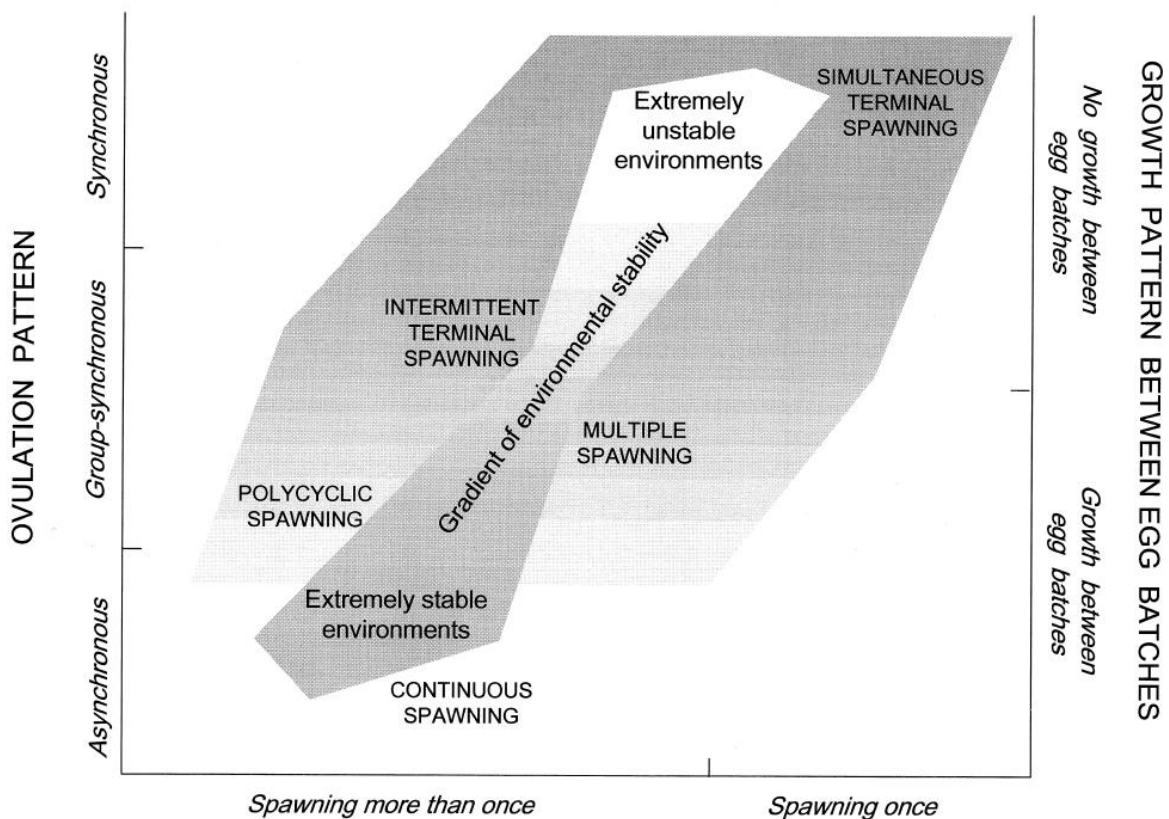 OVULATION PATTERN
Synchronous
Group-synchronous
Asynchronous
Extremely
unstable
environments
SIMULTANEOUS
TERMINAL
SPAWNING
INTERMITTENT
TERMINAL
SPAWNING
Gradient of environmental stability
MULTIPLE
SPAWNING
POLYCYCLIC
SPAWNING
Extremely stable
environments
CONTINUOUS
SPAWNING
Spawning more than once
Spawning once
No growth between
egg batches
Growth between
egg batches
GROWTH PATTERN BETWEEN EGG BATCHES